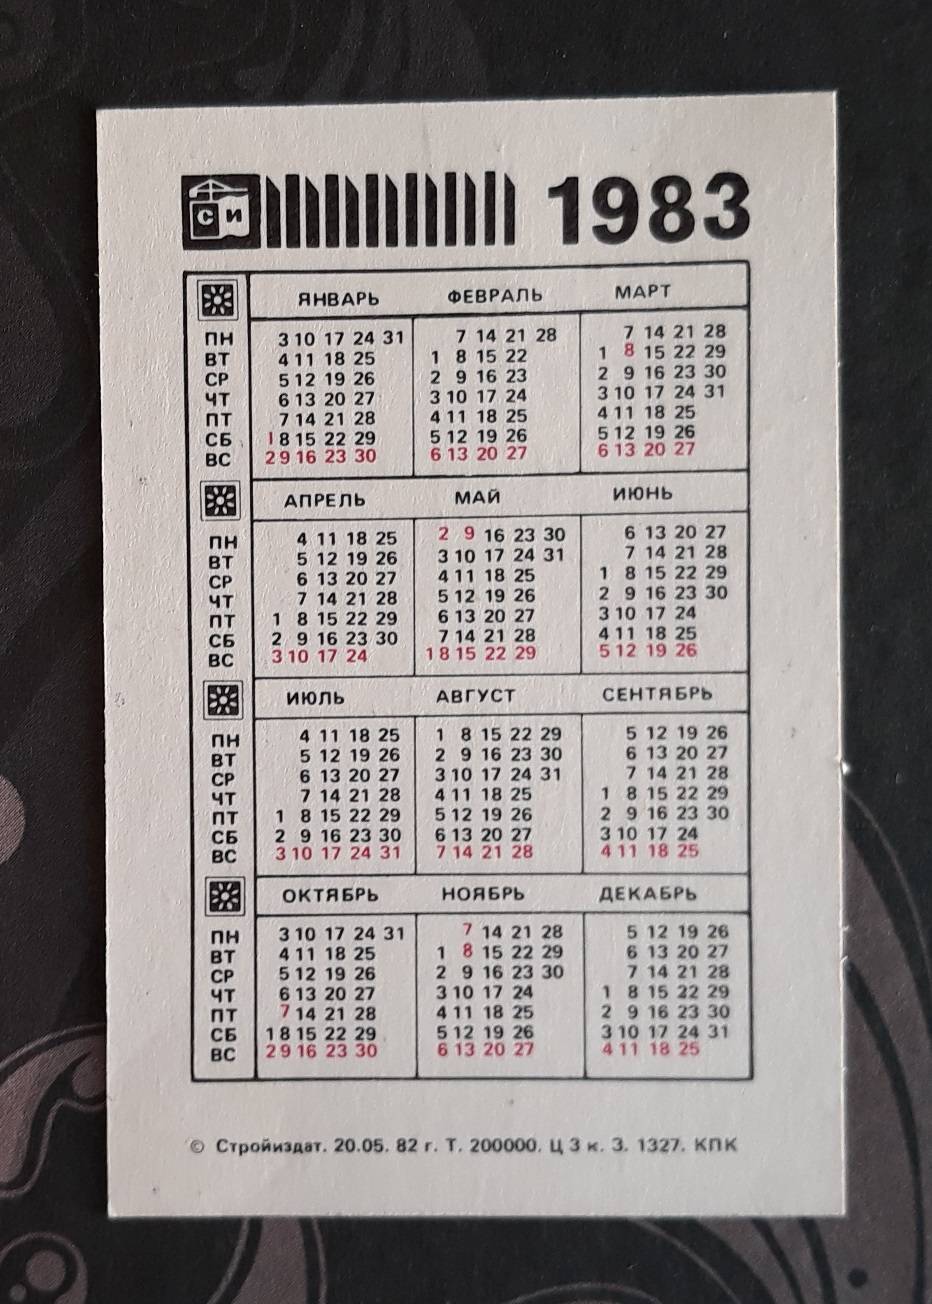 СИ 1983
ЯНВАРЬ ФЕВРАЛЬ МАРТ
ПН 3 10 17 24 31 7 14 21 28 7 14 21 28
ВТ 4 11 18 25 1 8 15 22 1 8 15 22 29
СР 5 12 19 26 2 9 16 23 2 9 16 23 30
ЧТ 6 13 20 27 3 10 17 24 3 10 17 24 31
ПТ 7 14 21 28 4 11 18 25 4 11 18 25
СБ 1 8 15 22 29 5 12 19 26 5 12 19 26
ВС 2 9 16 23 30 6 13 20 27 6 13 20 27
АПРЕЛЬ МАЙ ИЮНЬ
ПН 4 11 18 25 2 9 16 23 30 6 13 20 27
ВТ 5 12 19 26 3 10 17 24 31 7 14 21 28
СР 6 13 20 27 4 11 18 25 1 8 15 22 29
ЧТ 7 14 21 28 5 12 19 26 2 9 16 23 30
ПТ 1 8 15 22 29 6 13 20 27 3 10 17 24
СБ 2 9 16 23 30 7 14 21 28 4 11 18 25
ВС 3 10 17 24 1 8 15 22 29 5 12 19 26
ИЮЛЬ АВГУСТ СЕНТЯБРЬ
ПН 4 11 18 25 1 8 15 22 29 5 12 19 26
ВТ 5 12 19 26 2 9 16 23 30 6 13 20 27
СР 6 13 20 27 3 10 17 24 31 7 14 21 28
ЧТ 7 14 21 28 4 11 18 25 1 8 15 22 29
ПТ 1 8 15 22 29 5 12 19 26 2 9 16 23 30
СБ 2 9 16 23 30 6 13 20 27 3 10 17 24
ВС 3 10 17 24 31 7 14 21 28 4 11 18 25
ОКТЯБРЬ НОЯБРЬ ДЕКАБРЬ
ПН 3 10 17 24 31 7 14 21 28 5 12 19 26
ВТ 4 11 18 25 1 8 15 22 29 6 13 20 27
СР 5 12 19 26 2 9 16 23 30 7 14 21 28
ЧТ 6 13 20 27 3 10 17 24 1 8 15 22 29
ПТ 7 14 21 28 4 11 18 25 2 9 16 23 30
СБ 1 8 15 22 29 5 12 19 26 3 10 17 24 31
ВС 2 9 16 23 30 6 13 20 27 4 11 18 25
© Стройиздат. 20.05. 82 г. Т. 200000. Ц 3 к. З. 1327. КПК